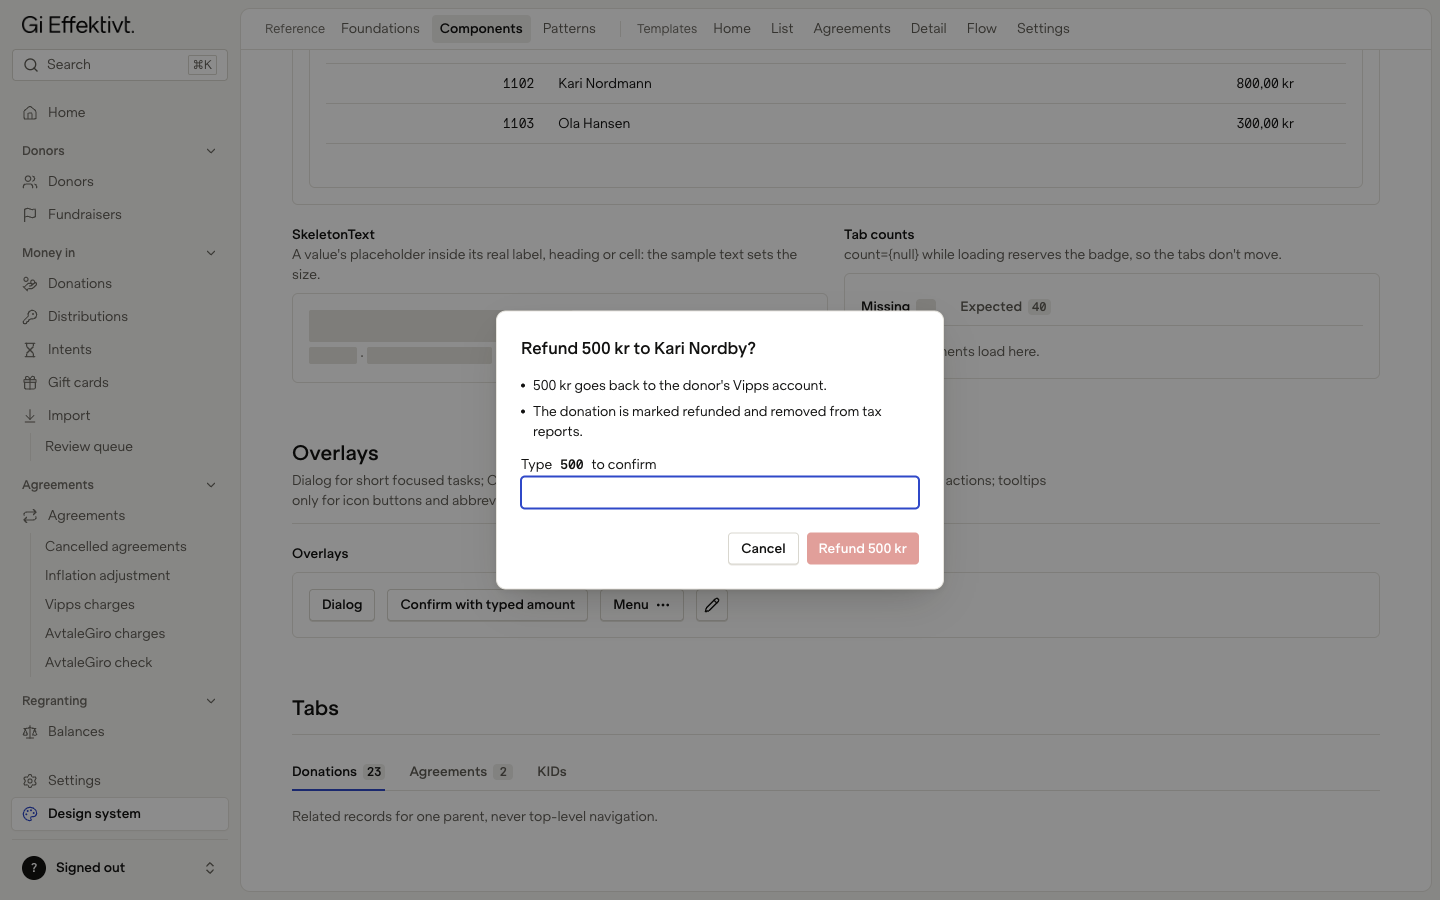 Gi Effektivt.
Search ⌘K
Home
Donors
Donors
Fundraisers
Money in
Donations
Distributions
Intents
Gift cards
Import
Review queue
Agreements
Agreements
Cancelled agreements
Inflation adjustment
Vipps charges
AvtaleGiro charges
AvtaleGiro check
Regranting
Balances
Settings
Design system
? Signed out
Reference Foundations Components Patterns Templates Home List Agreements Detail Flow Settings
1102 Kari Nordmann 800,00 kr
1103 Ola Hansen 300,00 kr
SkeletonText
A value's placeholder inside its real label, heading or cell: the sample text sets the
size.
Tab counts
count={null} while loading reserves the badge, so the tabs don't move.
Missing Expected 40
ents load here.
Refund 500 kr to Kari Nordby?
• 500 kr goes back to the donor's Vipps account.
• The donation is marked refunded and removed from tax
reports.
Type 500 to confirm
Cancel Refund 500 kr
Overlays
Dialog for short focused tasks; actions; tooltips
only for icon buttons and
Overlays
Dialog Confirm with typed amount Menu ···
Tabs
Donations 23 Agreements 2 KIDs
Related records for one parent, never top-level navigation.